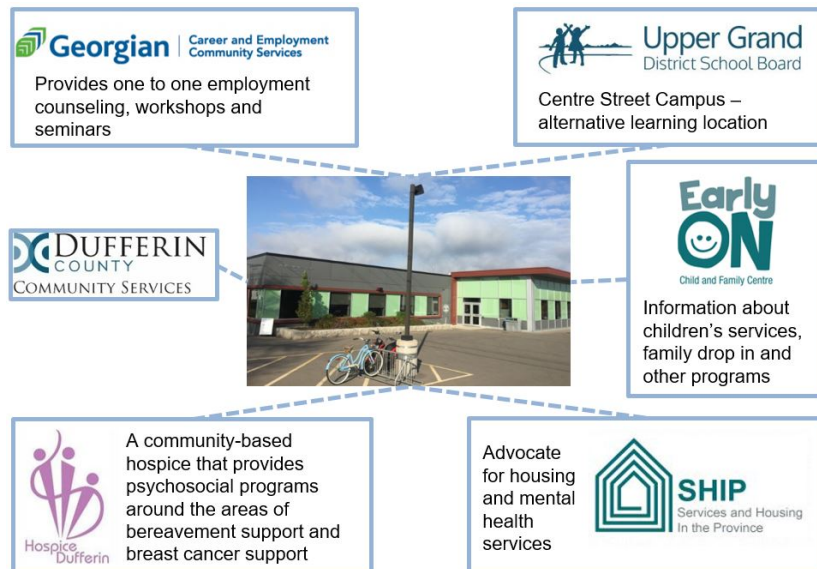 Georgian
Career and Employment
Community Services
Provides one to one employment
counseling, workshops and
seminars
Upper Grand
District School Board
Centre Street Campus –
alternative learning location
DUFFERIN
COUNTY
COMMUNITY SERVICES
Early
ON
Child and Family Centre
Information about
children's services,
family drop in and
other programs
Hospice
Dufferin
A community-based
hospice that provides
psychosocial programs
around the areas of
bereavement support and
breast cancer support
Advocate
for housing
and mental
health
services
SHIP
Services and Housing
In the Province